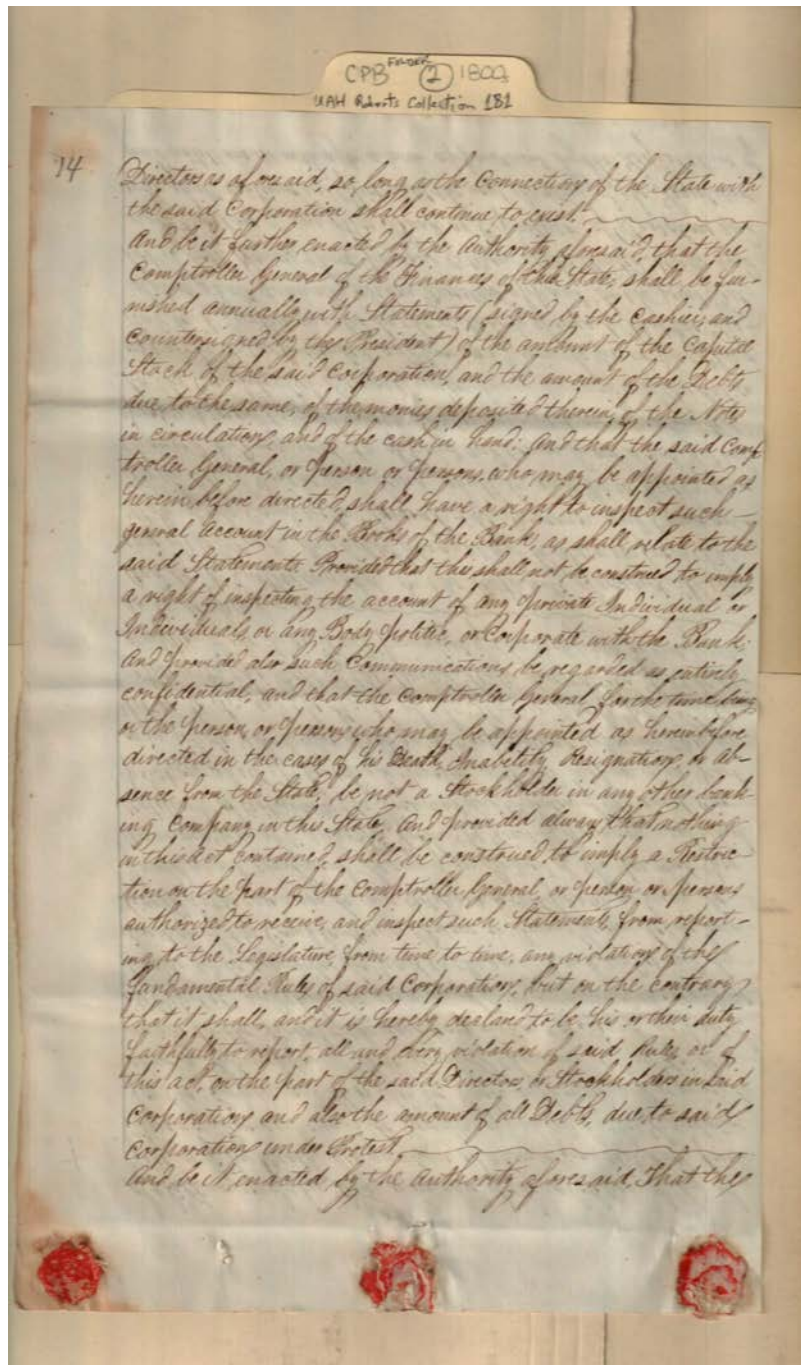 CPB FOLDER 2 1802
UAH Roberts Collection 181
14
Directors as aforesaid, so long as the Connection of the State with
the said Corporation shall continue to exist.
And be it further enacted by the Authority aforesaid, that the
Comptroller General of the Finances of this State, shall be fur-
nished annually with Statements (signed by the Cashier, and
Countersigned by the President) of the amount of the Capital
Stock of the said Corporation, and the amount of the Debts
due to the same, of the monies deposited therein, of the Notes
in circulation, and of the cash in hand: And that the said Comp
troller General, or person or persons, who may be appointed as
herein before directed, shall have a right to inspect such
general Account in the Books of the Bank, as shall relate to the
said Statements Provided that this shall not be construed to imply
a right of inspecting the account of any private Individual or
Individuals, or any Body politic, or Corporate with the Bank:
And provided also such Communications be regarded as entirely
confidential, and that the Comptroller General for the time being
or the person, or persons who may be appointed as herein before
directed in the cases of his Death, Inability, Resignation, or ab-
sence from the State, be not a Stockholder in any other bank-
ing Company in this State, And provided always that nothing
in this act contained, shall be construed to imply a Restric-
tion on the part of the Comptroller General, or person or persons
authorized to receive, and inspect such Statements, from report-
ing to the Legislature, from time to time, any violation of the
fundamental Rules of said Corporation, but on the contrary
that it shall, and it is hereby declared to be his or their duty
faithfully to report, all and every violation of said Rules, or of
this act, on the part of the said Directors, or Stockholders in said
Corporation and also the amount of all Debts, due to said
Corporation under Protest.
And be it enacted by the Authority aforesaid, That the